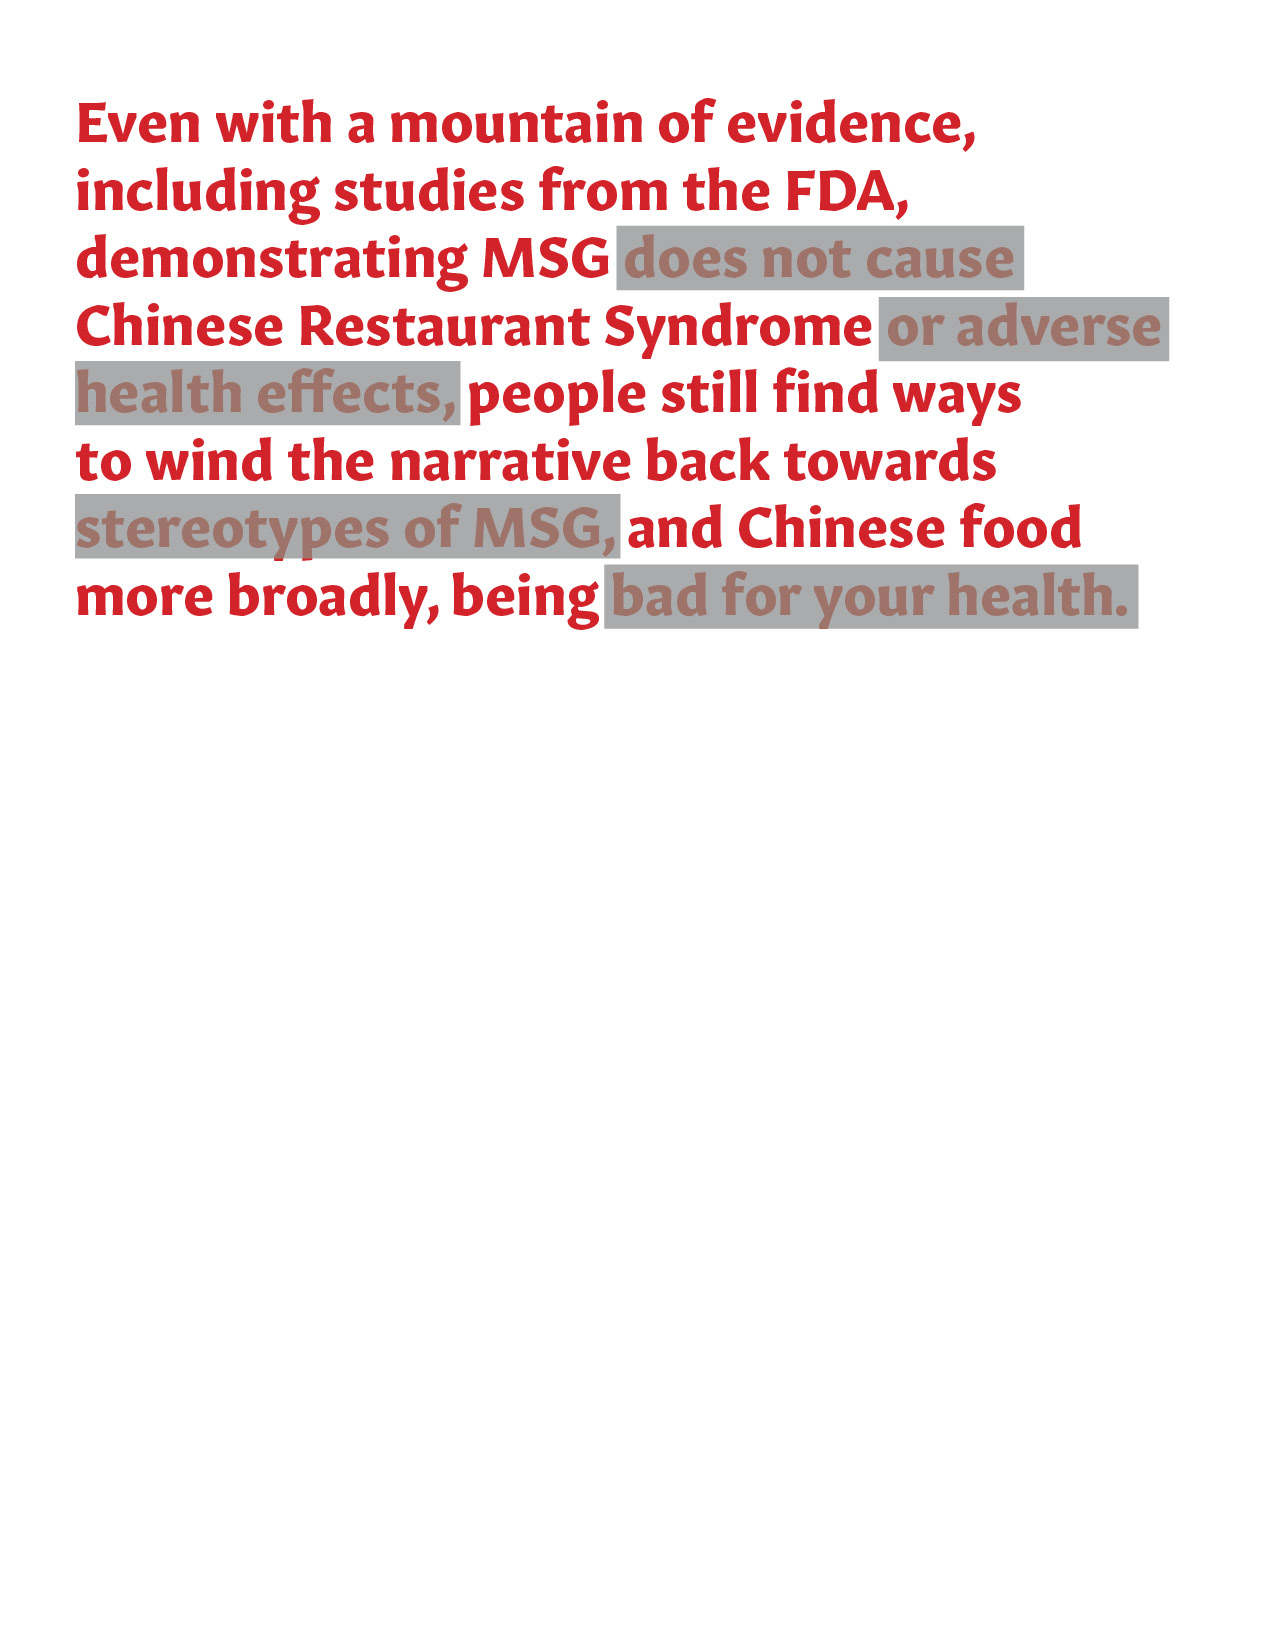 Even with a mountain of evidence,
including studies from the FDA,
demonstrating MSG does not cause
Chinese Restaurant Syndrome or adverse
health effects, people still find ways
to wind the narrative back towards
stereotypes of MSG, and Chinese food
more broadly, being bad for your health.